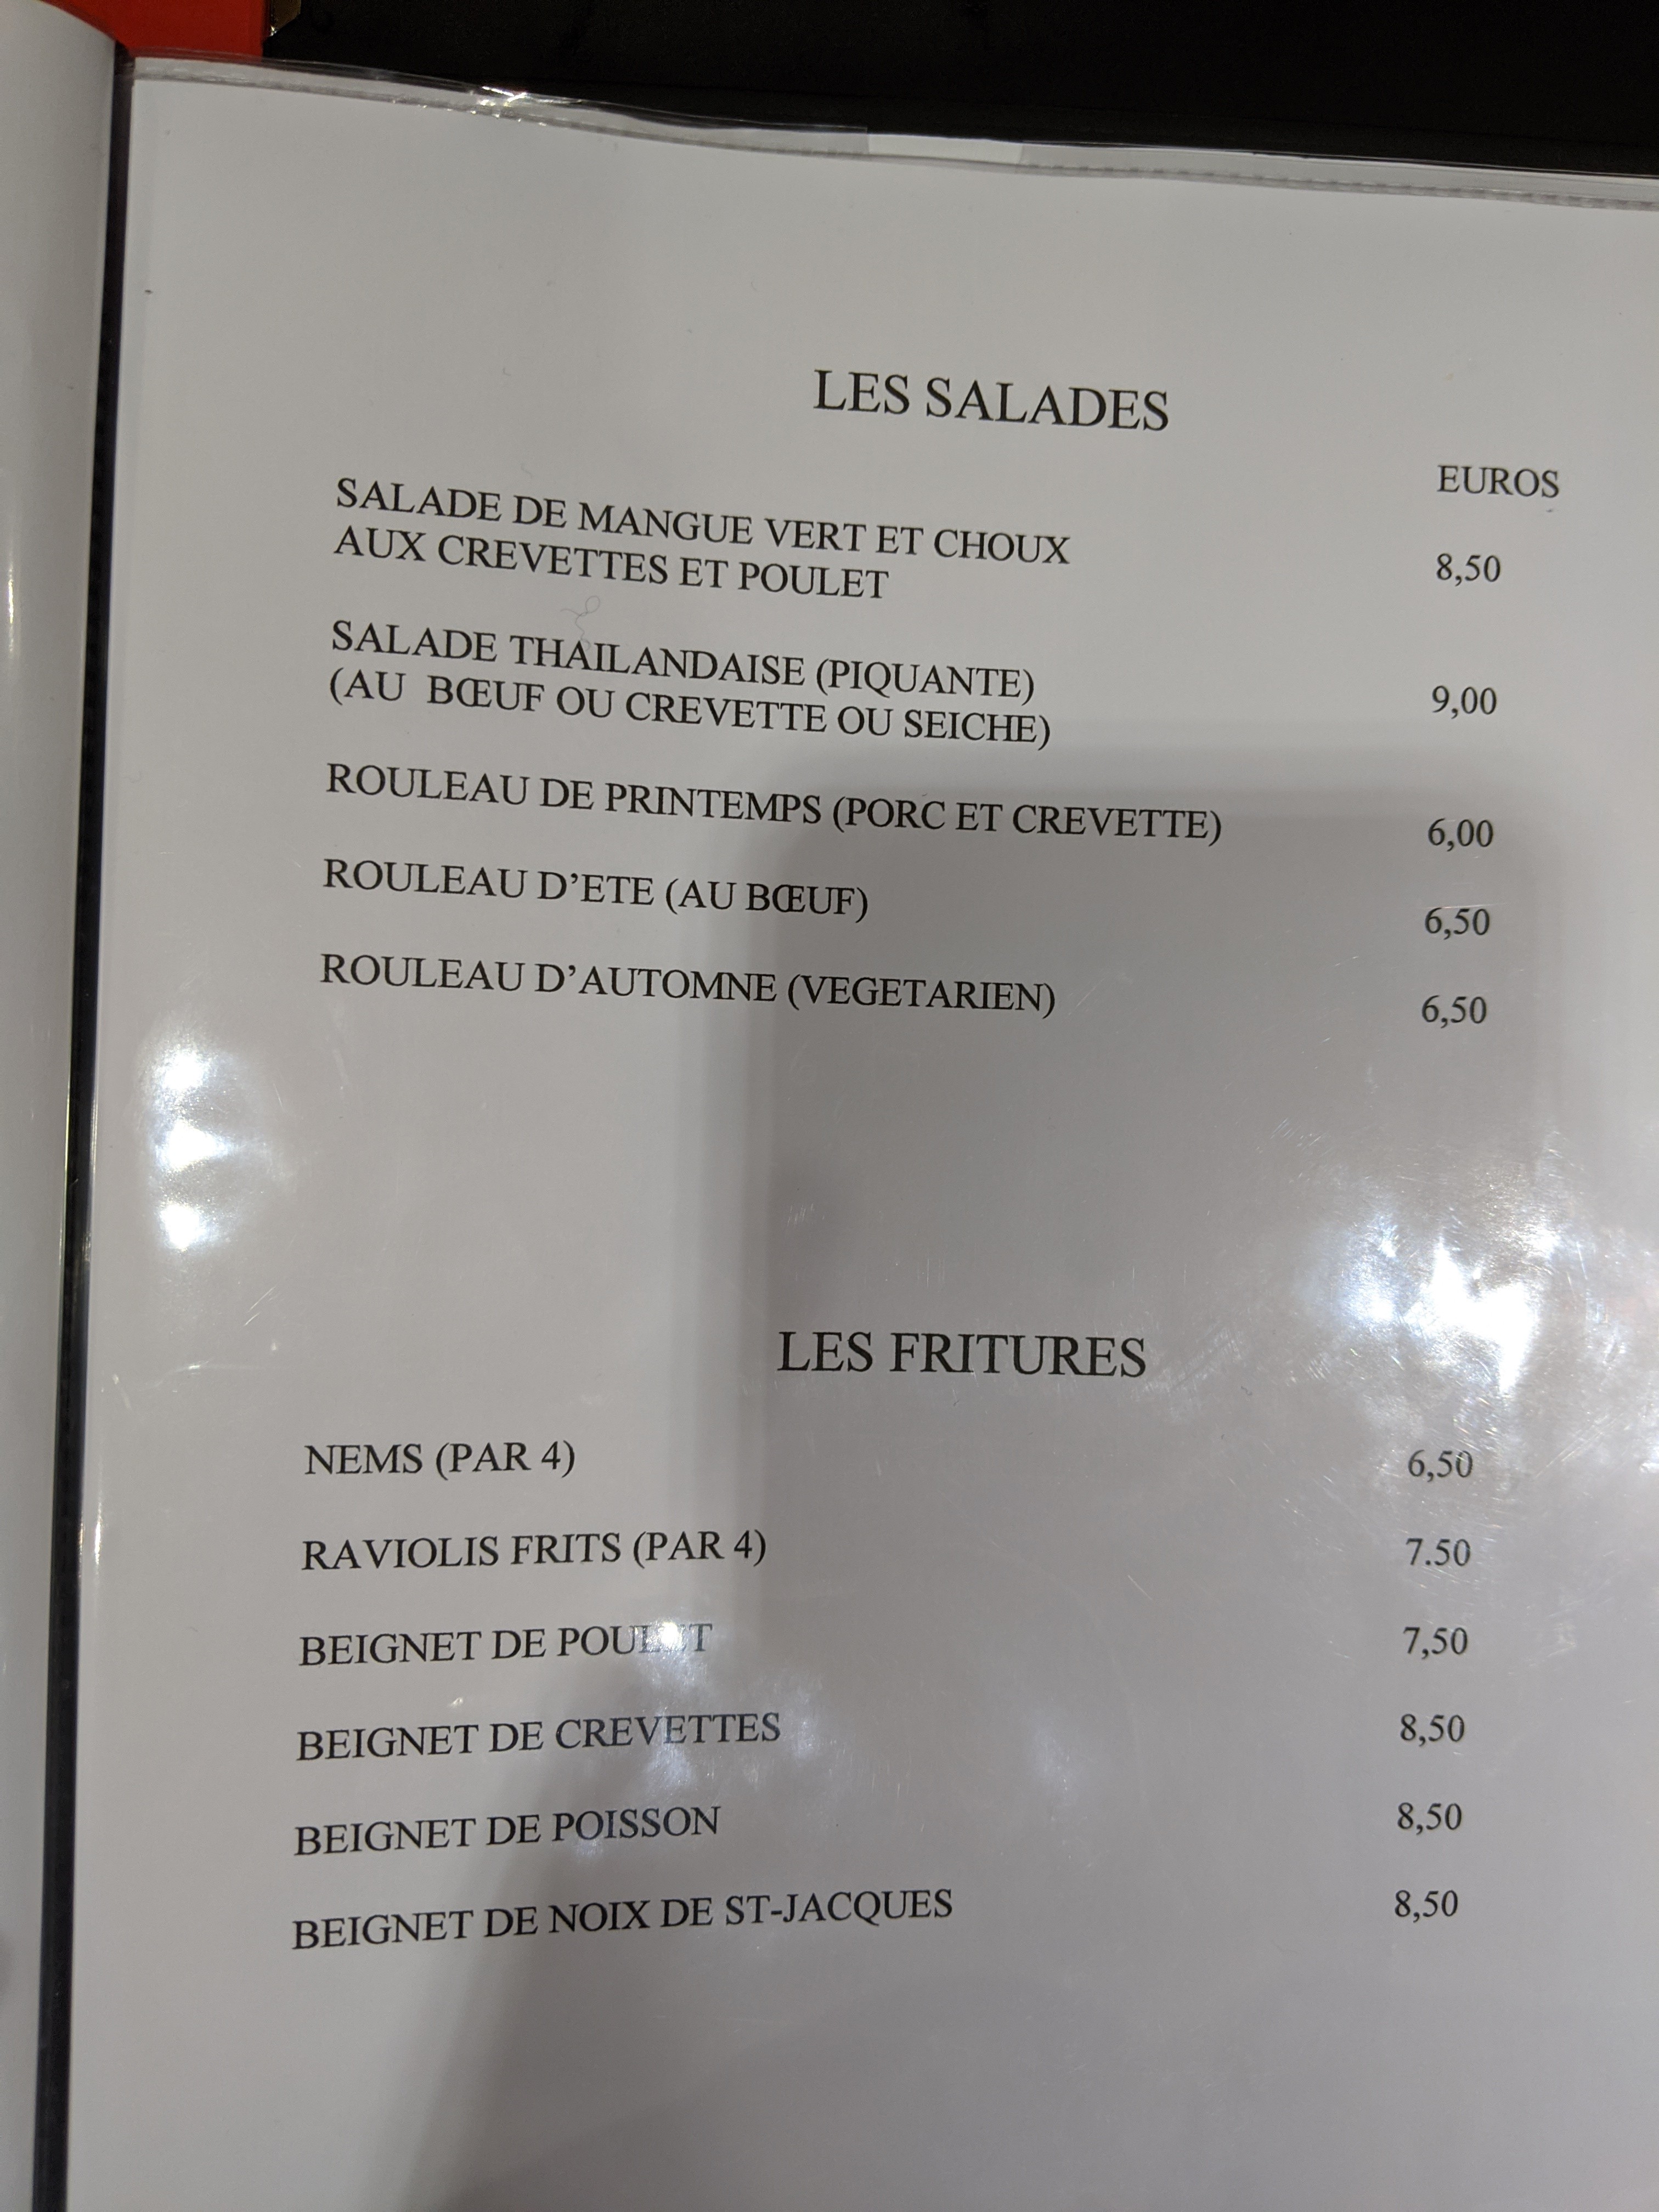 LES SALADES
EUROS
SALADE DE MANGUE VERT ET CHOUX
AUX CREVETTES ET POULET 8,50
SALADE THAILANDAISE (PIQUANTE)
(AU BŒUF OU CREVETTE OU SEICHE) 9,00
ROULEAU DE PRINTEMPS (PORC ET CREVETTE) 6,00
ROULEAU D'ETE (AU BŒUF) 6,50
ROULEAU D'AUTOMNE (VEGETARIEN) 6,50
LES FRITURES
NEMS (PAR 4) 6,50
RAVIOLIS FRITS (PAR 4) 7.50
BEIGNET DE POULET 7,50
BEIGNET DE CREVETTES 8,50
BEIGNET DE POISSON 8,50
BEIGNET DE NOIX DE ST-JACQUES 8,50